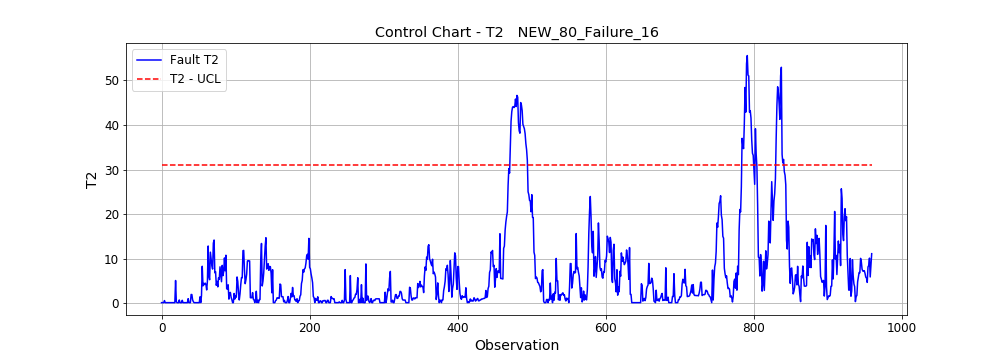 Control Chart - T2   NEW_80_Failure_16
Fault T2
T2 - UCL
T2
50
40
30
20
10
0
0 200 400 600 800 1000
Observation